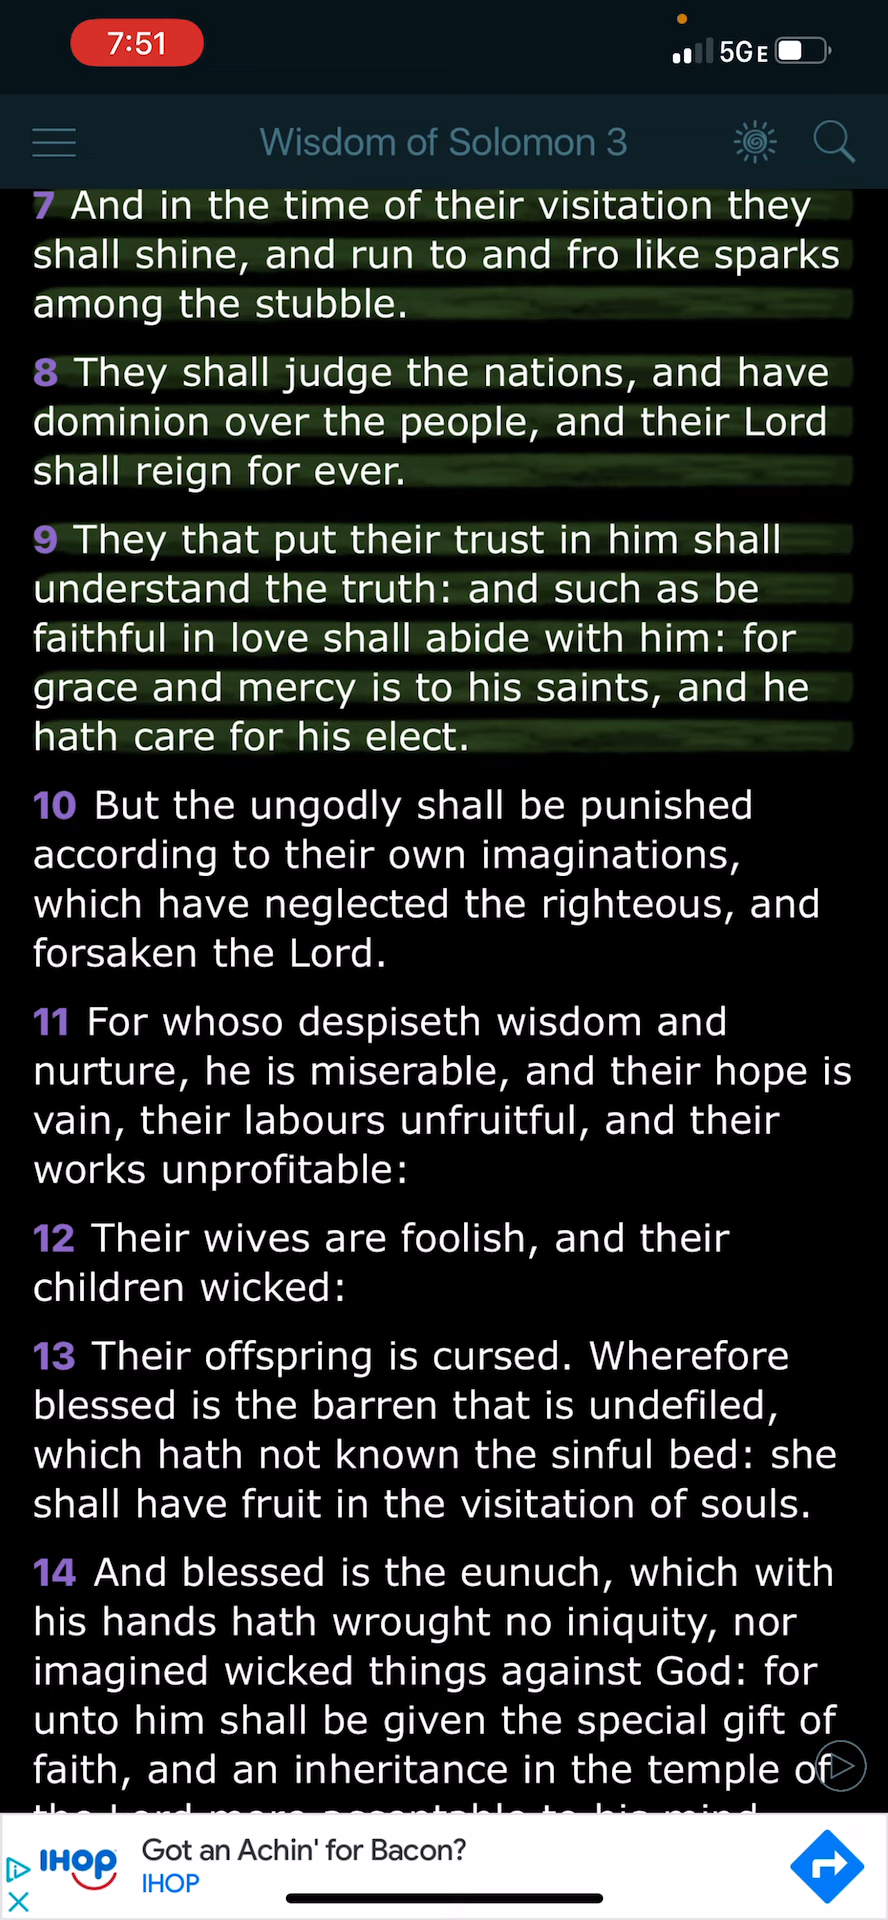 7:51
5GE
Wisdom of Solomon 3
7 And in the time of their visitation they
shall shine, and run to and fro like sparks
among the stubble.
8 They shall judge the nations, and have
dominion over the people, and their Lord
shall reign for ever.
9 They that put their trust in him shall
understand the truth: and such as be
faithful in love shall abide with him: for
grace and mercy is to his saints, and he
hath care for his elect.
10 But the ungodly shall be punished
according to their own imaginations,
which have neglected the righteous, and
forsaken the Lord.
11 For whoso despiseth wisdom and
nurture, he is miserable, and their hope is
vain, their labours unfruitful, and their
works unprofitable:
12 Their wives are foolish, and their
children wicked:
13 Their offspring is cursed. Wherefore
blessed is the barren that is undefiled,
which hath not known the sinful bed: she
shall have fruit in the visitation of souls.
14 And blessed is the eunuch, which with
his hands hath wrought no iniquity, nor
imagined wicked things against God: for
unto him shall be given the special gift of
faith, and an inheritance in the temple of
the Lord more acceptable to his mind.
IHOP
Got an Achin' for Bacon?
IHOP